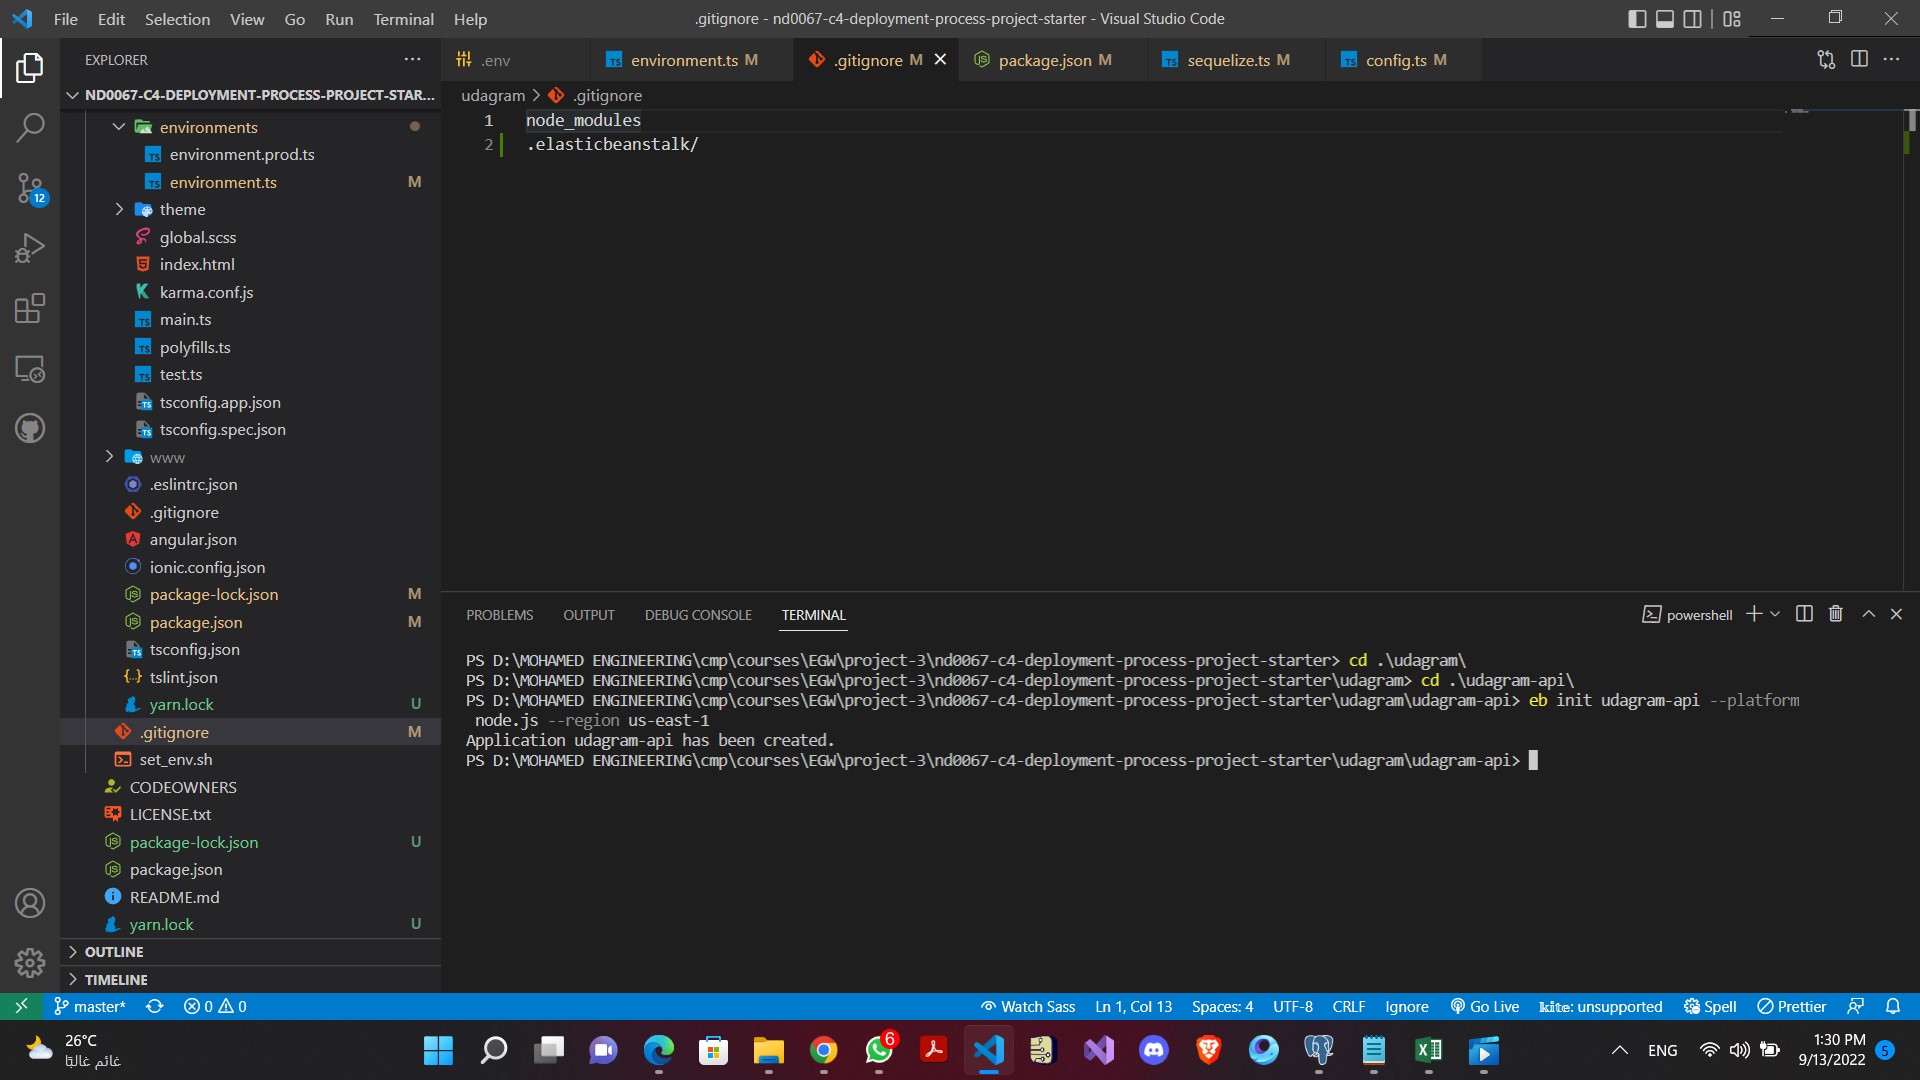 File Edit Selection View Go Run Terminal Help
.gitignore - nd0067-c4-deployment-process-project-starter - Visual Studio Code
EXPLORER
.env
environment.ts M
.gitignore M
package.json M
sequelize.ts M
config.ts M
ND0067-C4-DEPLOYMENT-PROCESS-PROJECT-STAR...
udagram > .gitignore
1 node_modules
2 .elasticbeanstalk/
environments
environment.prod.ts
environment.ts M
theme
global.scss
index.html
karma.conf.js
main.ts
polyfills.ts
test.ts
tsconfig.app.json
tsconfig.spec.json
www
.eslintrc.json
.gitignore
angular.json
ionic.config.json
package-lock.json M
package.json M
tsconfig.json
tslint.json
yarn.lock U
.gitignore M
set_env.sh
CODEOWNERS
LICENSE.txt
package-lock.json U
package.json
README.md
yarn.lock U
OUTLINE
TIMELINE
12
PROBLEMS OUTPUT DEBUG CONSOLE TERMINAL
powershell
PS D:\MOHAMED ENGINEERING\cmp\courses\EGW\project-3\nd0067-c4-deployment-process-project-starter> cd .\udagram\
PS D:\MOHAMED ENGINEERING\cmp\courses\EGW\project-3\nd0067-c4-deployment-process-project-starter\udagram> cd .\udagram-api\
PS D:\MOHAMED ENGINEERING\cmp\courses\EGW\project-3\nd0067-c4-deployment-process-project-starter\udagram\udagram-api> eb init udagram-api --platform
node.js --region us-east-1
Application udagram-api has been created.
PS D:\MOHAMED ENGINEERING\cmp\courses\EGW\project-3\nd0067-c4-deployment-process-project-starter\udagram\udagram-api>
master* 0 0
Watch Sass Ln 1, Col 13 Spaces: 4 UTF-8 CRLF Ignore Go Live kite: unsupported Spell Prettier
26°C
غائم غالبًا
6
ENG
1:30 PM
9/13/2022
5